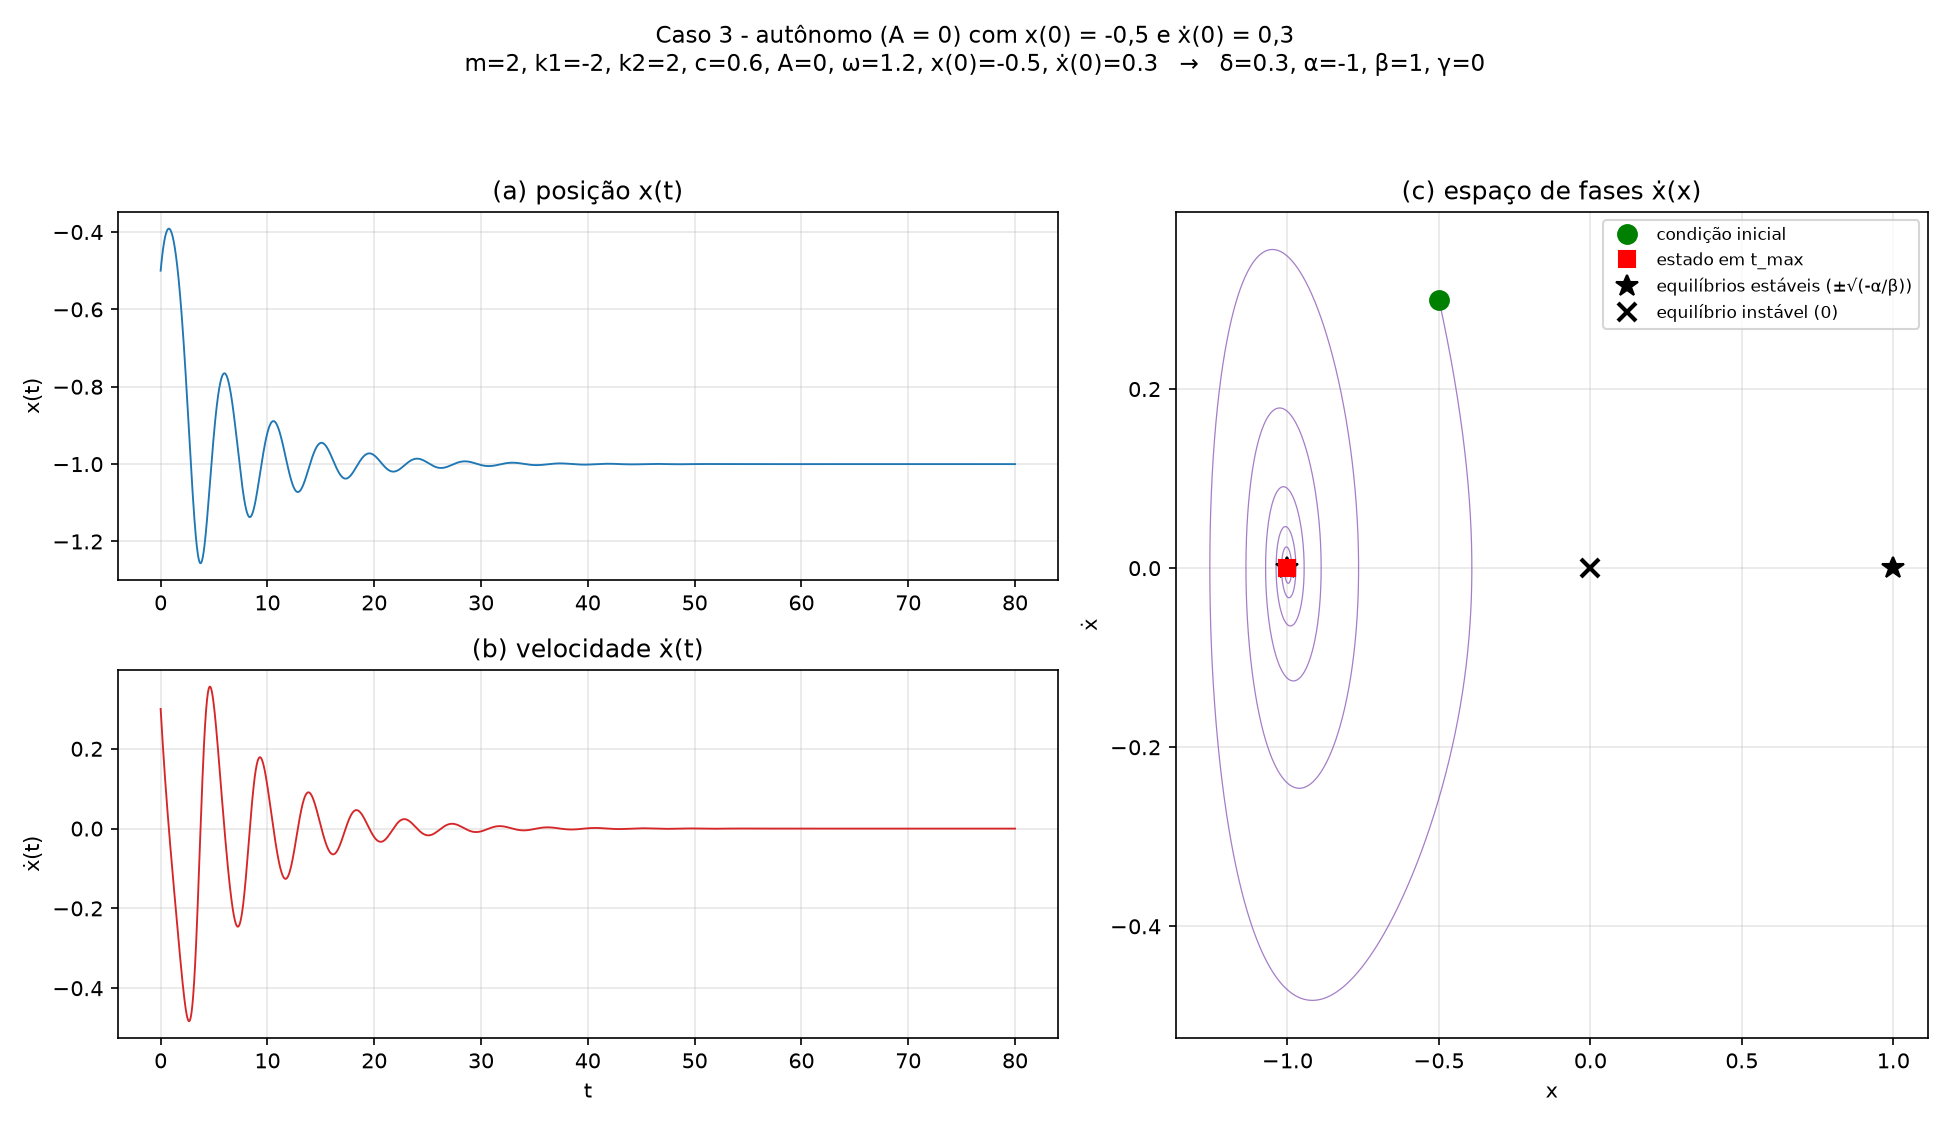 Caso 3 - autônomo (A = 0) com x(0) = -0,5 e ẋ(0) = 0,3
m=2, k1=-2, k2=2, c=0.6, A=0, ω=1.2, x(0)=-0.5, ẋ(0)=0.3 → δ=0.3, α=-1, β=1, γ=0
(a) posição x(t)
−0.4
−0.6
−0.8
−1.0
−1.2
x(t)
0 10 20 30 40 50 60 70 80
(b) velocidade ẋ(t)
0.2
0.0
−0.2
−0.4
ẋ(t)
0 10 20 30 40 50 60 70 80
t
(c) espaço de fases ẋ(x)
condição inicial
estado em t_max
equilíbrios estáveis (±√(-α/β))
equilíbrio instável (0)
0.2
0.0
−0.2
−0.4
ẋ
−1.0 −0.5 0.0 0.5 1.0
x